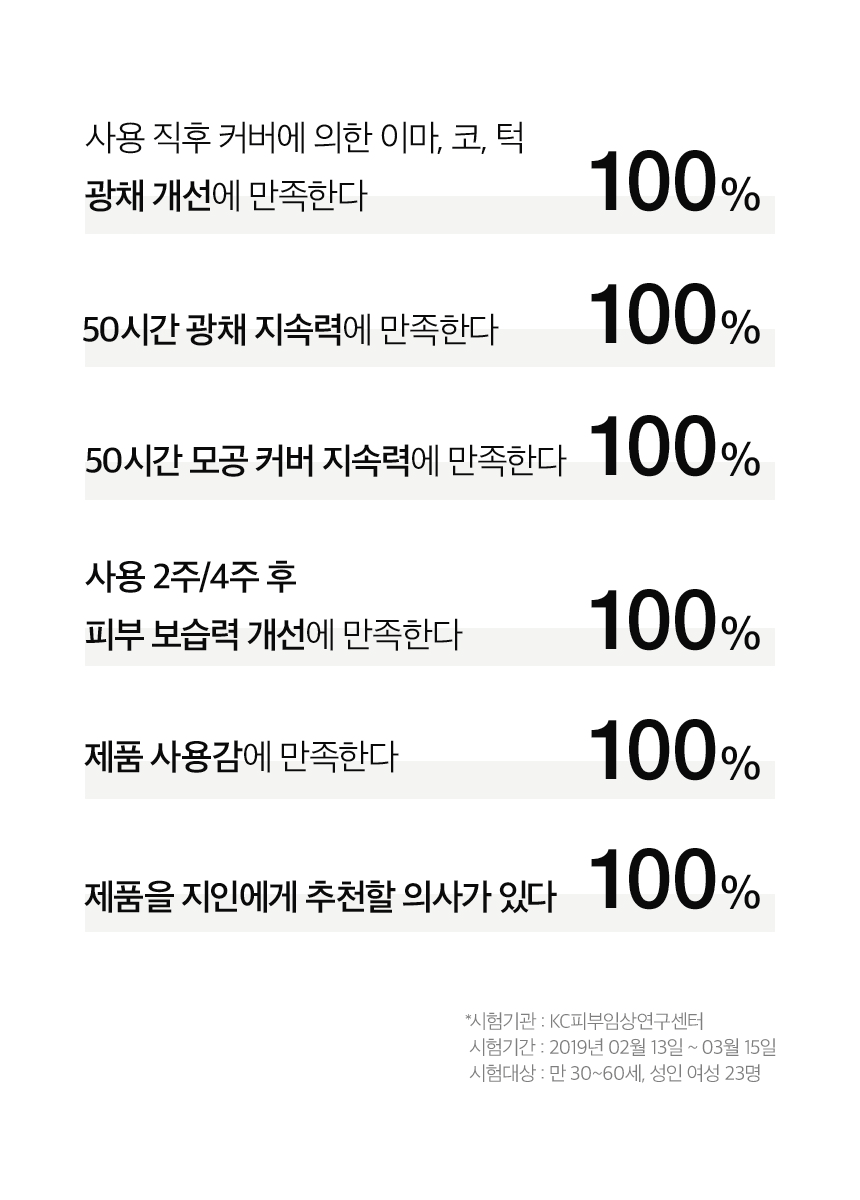 사용 직후 커버에 의한 이마, 코, 턱
광채 개선에 만족한다 100%
50시간 광채 지속력에 만족한다 100%
50시간 모공 커버 지속력에 만족한다 100%
사용 2주/4주 후
피부 보습력 개선에 만족한다 100%
제품 사용감에 만족한다 100%
제품을 지인에게 추천할 의사가 있다 100%
*시험기관 : KC피부임상연구센터
시험기간 : 2019년 02월 13일 ~ 03월 15일
시험대상 : 만 30~60세, 성인 여성 23명